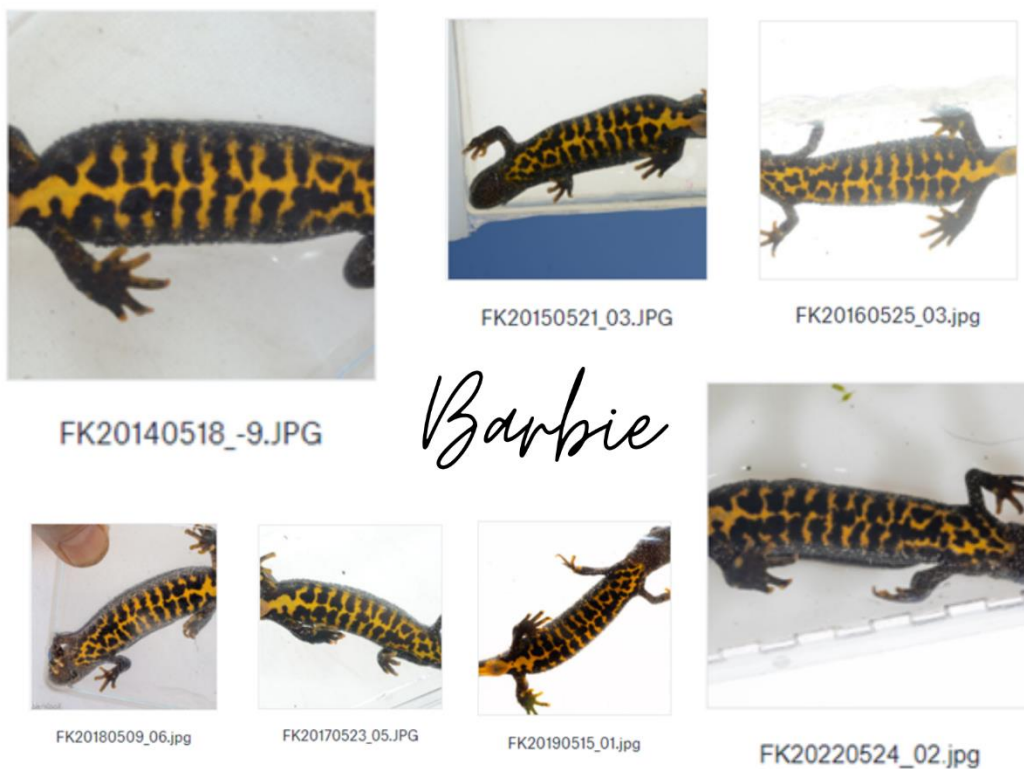 FK20150521_03.JPG
FK20160525_03.jpg
FK20140518_-9.JPG
Barbie
FK20180509_06.jpg
FK20170523_05.JPG
FK20190515_01.jpg
FK20220524_02.jpg